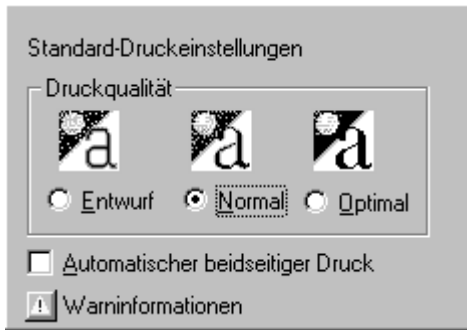 Standard-Druckeinstellungen
Druckqualität
a a a
Entwurf Normal Optimal
Automatischer beidseitiger Druck
Warninformationen